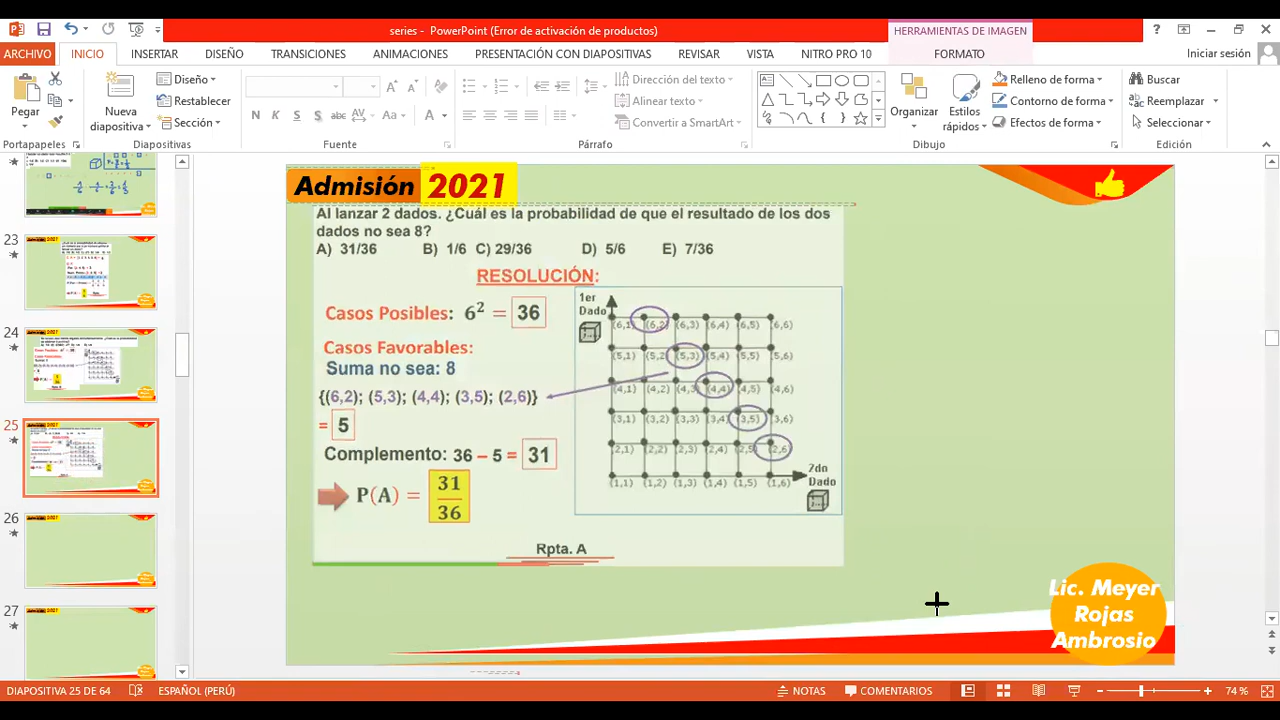 series - PowerPoint (Error de activación de productos)
HERRAMIENTAS DE IMAGEN
ARCHIVO INICIO INSERTAR DISEÑO TRANSICIONES ANIMACIONES PRESENTACIÓN CON DIAPOSITIVAS REVISAR VISTA NITRO PRO 10 FORMATO Iniciar sesión
Pegar
Nueva diapositiva
Diseño
Restablecer
Sección
N K S S abc AV Aa A
Dirección del texto
Alinear texto
Convertir a SmartArt
Organizar
Estilos rápidos
Relleno de forma
Contorno de forma
Efectos de forma
Buscar
Reemplazar
Seleccionar
Portapapeles Diapositivas Fuente Párrafo Dibujo Edición
23
24
25
26
27
Admisión 2021
Al lanzar 2 dados. ¿Cuál es la probabilidad de que el resultado de los dos
dados no sea 8?
A) 31/36 B) 1/6 C) 29/36 D) 5/6 E) 7/36
RESOLUCIÓN:
Casos Posibles: 6² = 36
Casos Favorables:
Suma no sea: 8
{(6,2); (5,3); (4,4); (3,5); (2,6)}
= 5
Complemento: 36 – 5 = 31
P(A) = 31/36
Rpta. A
1er
Dado
(6,1) (6,2) (6,3) (6,4) (6,5) (6,6)
(5,1) (5,2) (5,3) (5,4) (5,5) (5,6)
(4,1) (4,2) (4,3) (4,4) (4,5) (4,6)
(3,1) (3,2) (3,3) (3,4) (3,5) (3,6)
(2,1) (2,2) (2,3) (2,4) (2,5) (2,6)
(1,1) (1,2) (1,3) (1,4) (1,5) (1,6)
2do
Dado
Lic. Meyer
Rojas
Ambrosio
DIAPOSITIVA 25 DE 64 ESPAÑOL (PERÚ) NOTAS COMENTARIOS 74 %